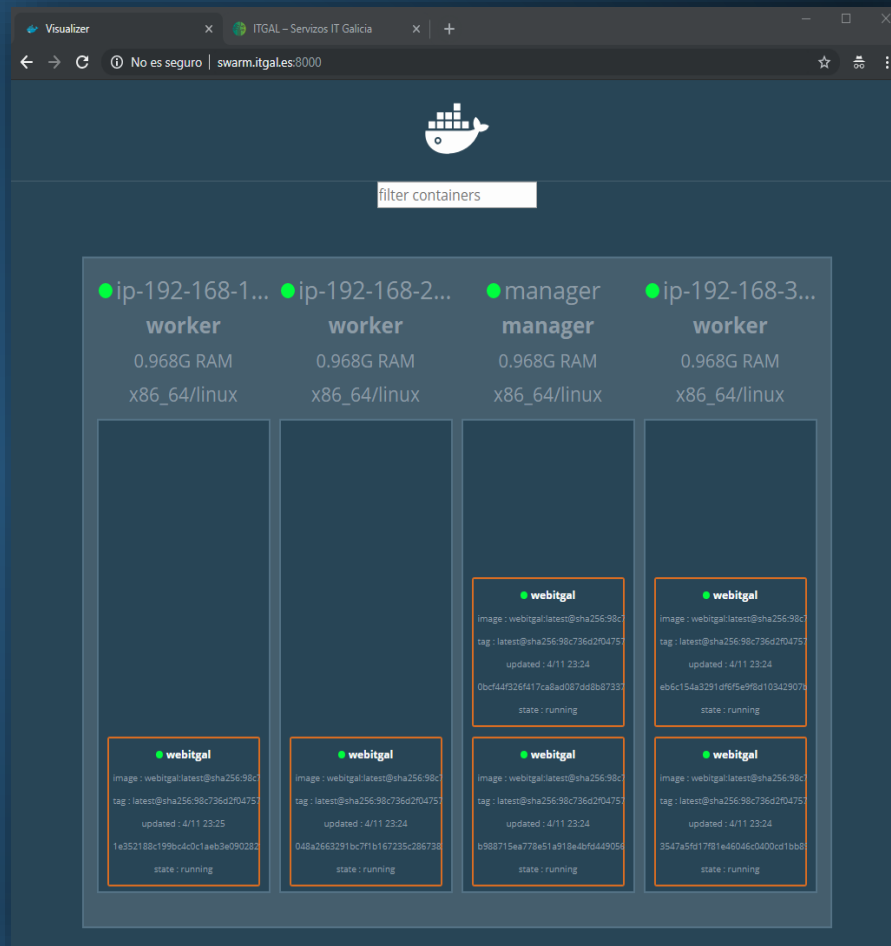 Visualizer
ITGAL – Servizos IT Galicia
No es seguro | swarm.itgal.es:8000
filter containers
ip-192-168-1...
worker
0.968G RAM
x86_64/linux
ip-192-168-2...
worker
0.968G RAM
x86_64/linux
manager
manager
0.968G RAM
x86_64/linux
ip-192-168-3...
worker
0.968G RAM
x86_64/linux
webitgal
image : webitgal:latest@sha256:98c7
tag : latest@sha256:98c736d2f04757
updated : 4/11 23:25
1e352188c199bc4c0c1aeb3e090282
state : running
webitgal
image : webitgal:latest@sha256:98c7
tag : latest@sha256:98c736d2f04757
updated : 4/11 23:24
048a2663291bc7f1b167235c286738
state : running
webitgal
image : webitgal:latest@sha256:98c7
tag : latest@sha256:98c736d2f04757
updated : 4/11 23:24
0bcf44f326f417ca8ad087dd8b87337
state : running
webitgal
image : webitgal:latest@sha256:98c7
tag : latest@sha256:98c736d2f04757
updated : 4/11 23:24
b988715ea778e51a918e4bfd449056
state : running
webitgal
image : webitgal:latest@sha256:98c7
tag : latest@sha256:98c736d2f04757
updated : 4/11 23:24
eb6c154a3291df6f5e9f8d10342907b
state : running
webitgal
image : webitgal:latest@sha256:98c7
tag : latest@sha256:98c736d2f04757
updated : 4/11 23:24
3547a5fd17f81e46046c0400cd1bb85
state : running